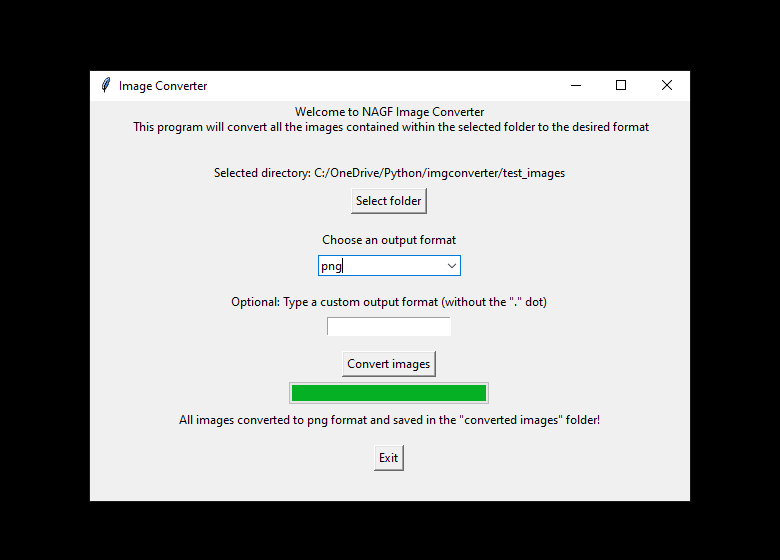 Image Converter
Welcome to NAGF Image Converter
This program will convert all the images contained within the selected folder to the desired format
Selected directory: C:/OneDrive/Python/imgconverter/test_images
Select folder
Choose an output format
png
Optional: Type a custom output format (without the "." dot)
Convert images
All images converted to png format and saved in the "converted images" folder!
Exit